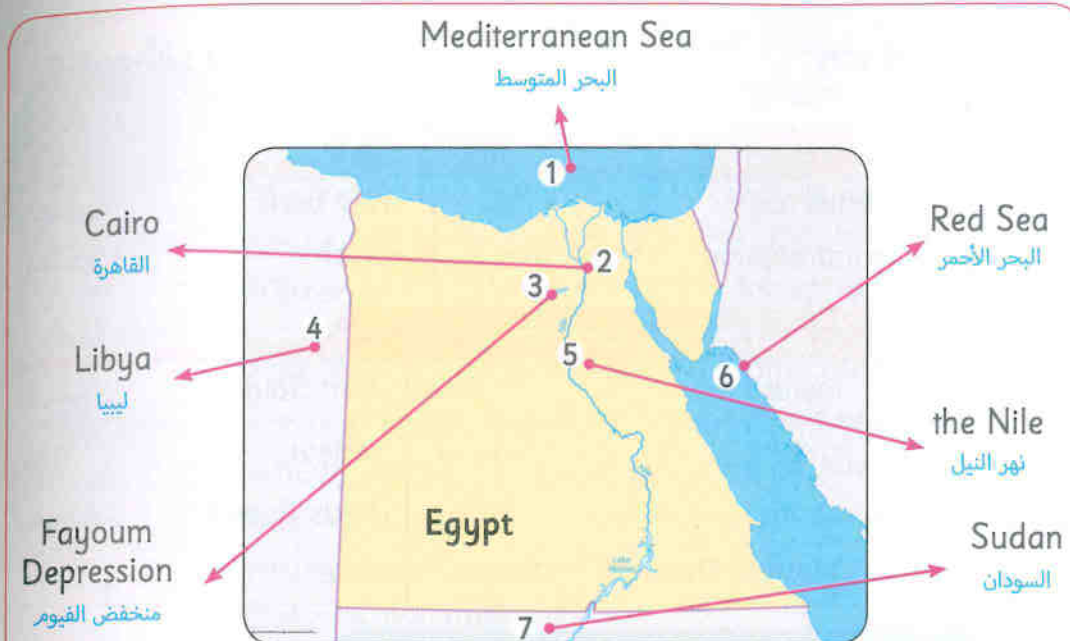 Mediterranean Sea
البحر المتوسط
1
Cairo
القاهرة
2
Red Sea
البحر الأحمر
3
4
Libya
ليبيا
5
6
the Nile
نهر النيل
Egypt
Fayoum
Depression
منخفض الفيوم
Sudan
السودان
7